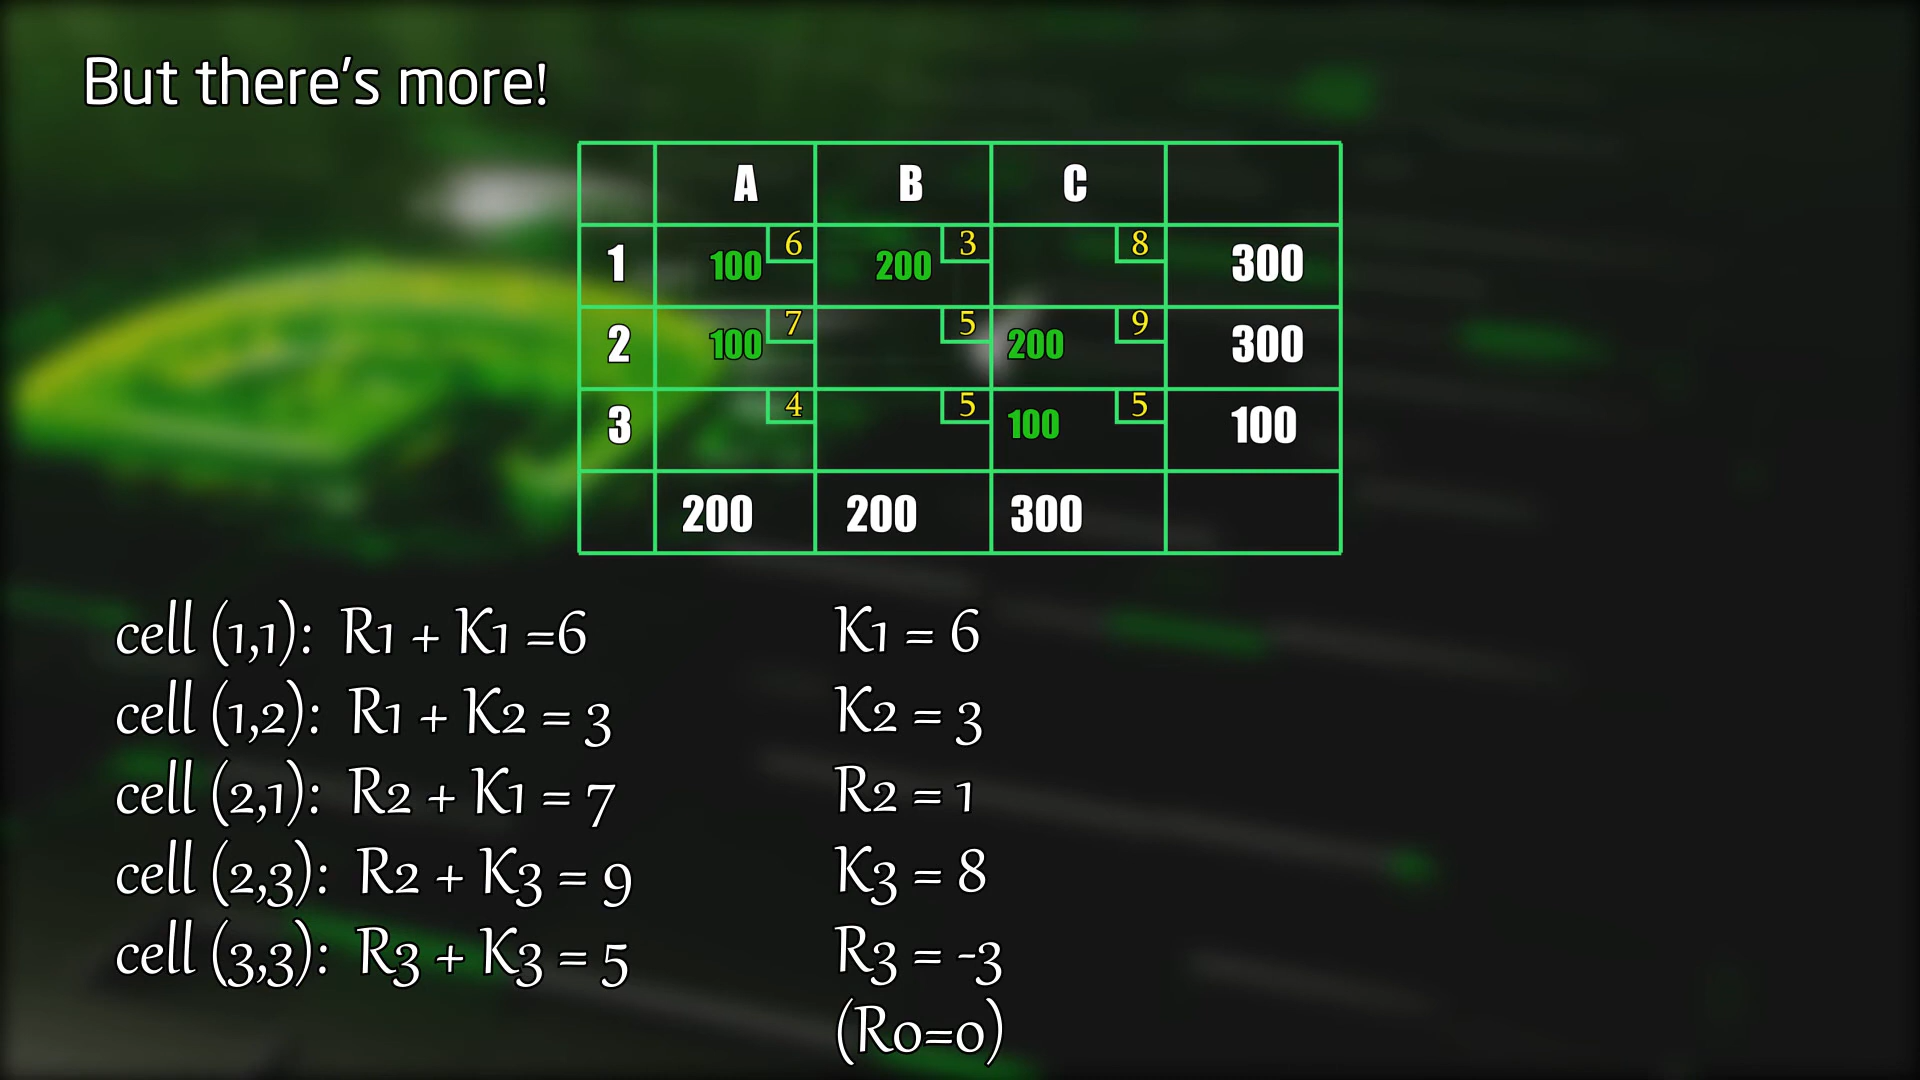 But there's more!
A B C
1 100 6 200 3 8 300
2 100 7 5 200 9 300
3 4 5 100 5 100
200 200 300
cell (1,1): R1 + K1 =6
K1 = 6
cell (1,2): R1 + K2 = 3
K2 = 3
cell (2,1): R2 + K1 = 7
R2 = 1
cell (2,3): R2 + K3 = 9
K3 = 8
cell (3,3): R3 + K3 = 5
R3 = -3
(R0=0)